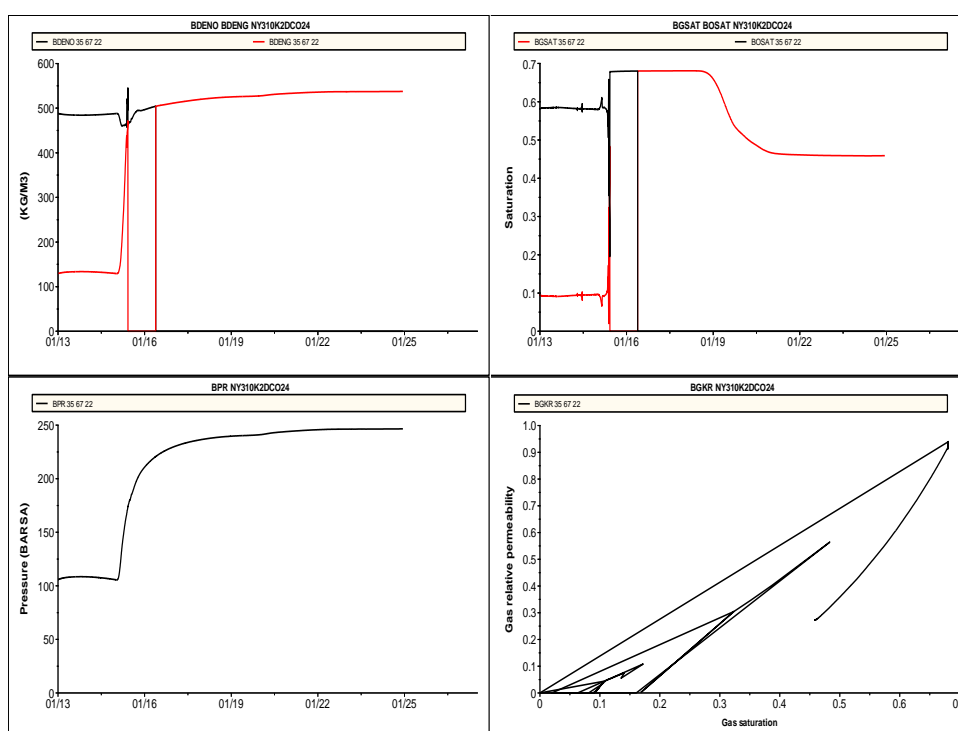 BDENO BDENG NY310K2DCO24
BDENO 35 67 22 BDENG 35 67 22
(KG/M3)
600
500
400
300
200
100
0
01/13 01/16 01/19 01/22 01/25
BGSAT BOSAT NY310K2DCO24
BGSAT 35 67 22 BOSAT 35 67 22
Saturation
0.7
0.6
0.5
0.4
0.3
0.2
0.1
0
01/13 01/16 01/19 01/22 01/25
BPR NY310K2DCO24
BPR 35 67 22
Pressure (BARSA)
250
200
150
100
50
0
01/13 01/16 01/19 01/22 01/25
BGKR NY310K2DCO24
BGKR 35 67 22
Gas relative permeability
1.0
0.9
0.8
0.7
0.6
0.5
0.4
0.3
0.2
0.1
0
0 0.1 0.2 0.3 0.4 0.5 0.6
Gas saturation